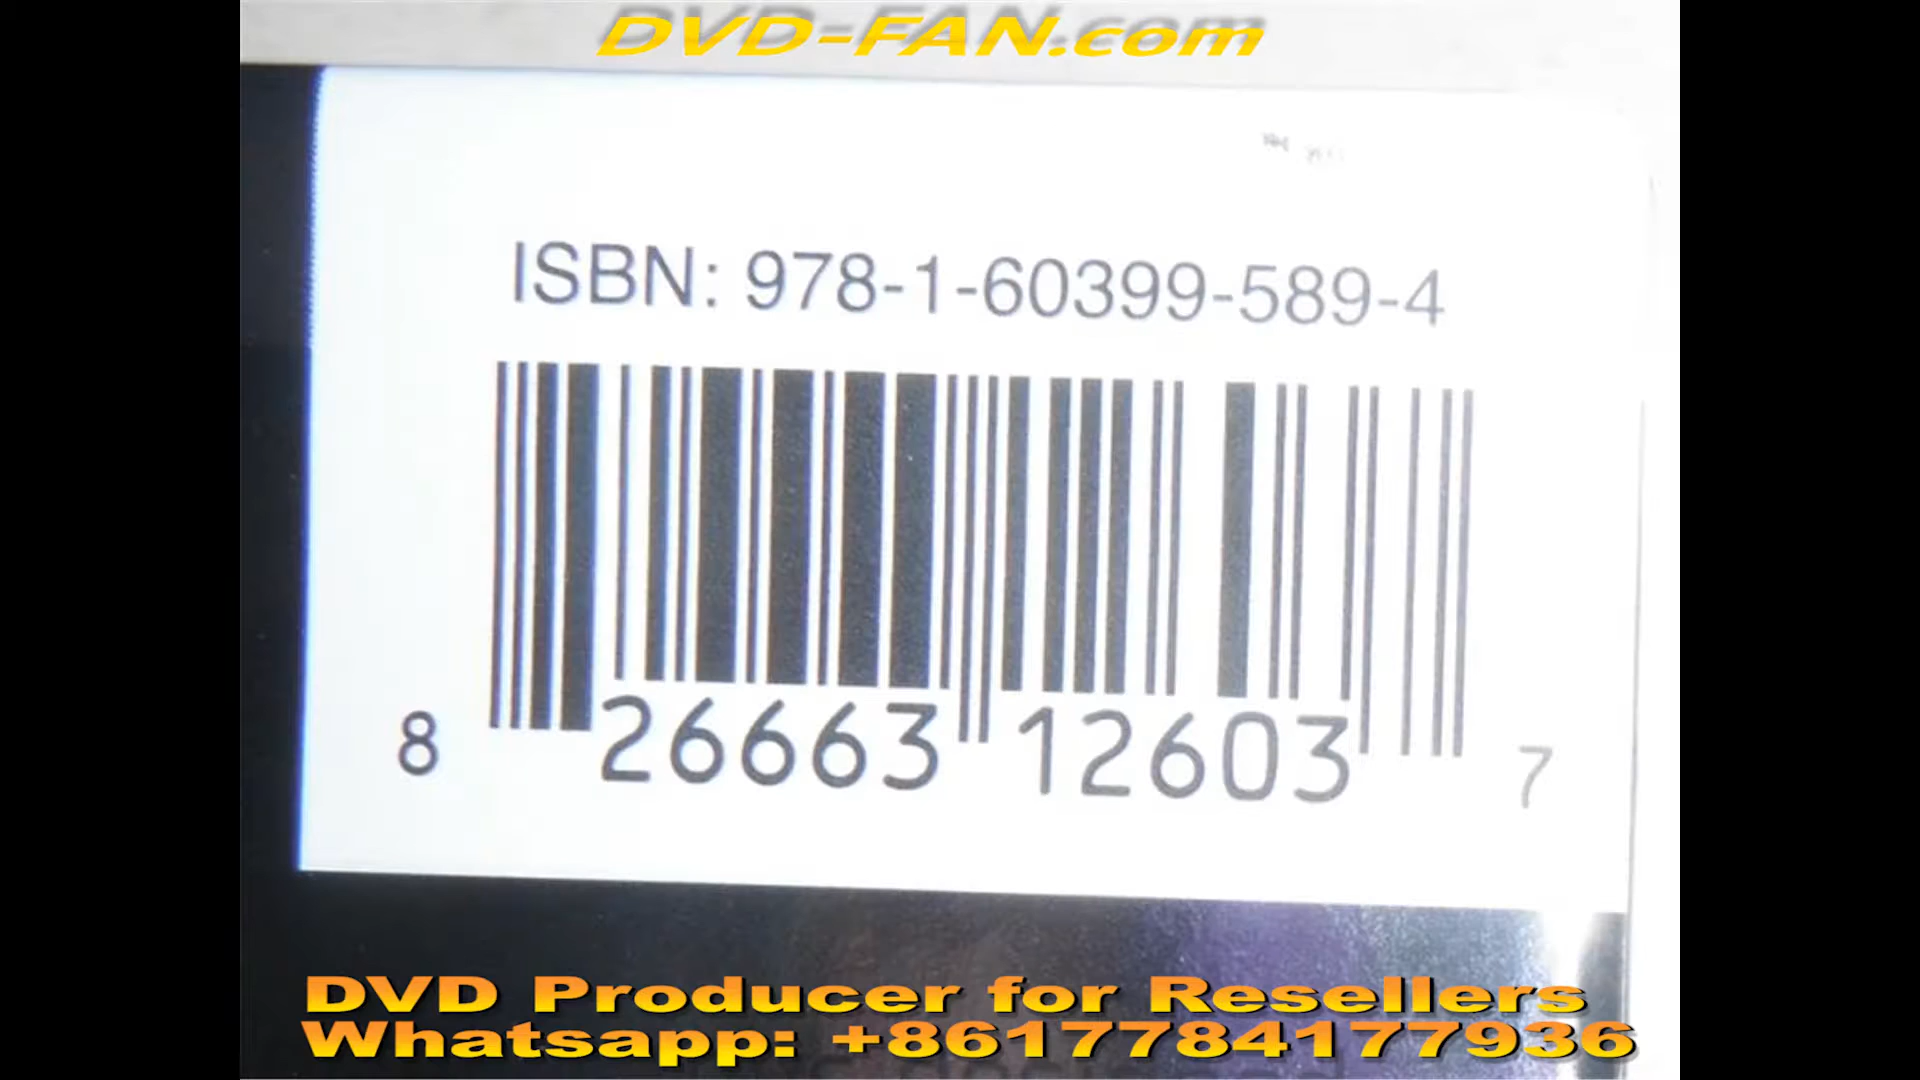 DVD-FAN.com
ISBN: 978-1-60399-589-4
8 26663 12603 7
DVD Producer for Resellers
Whatsapp: +8617784177936